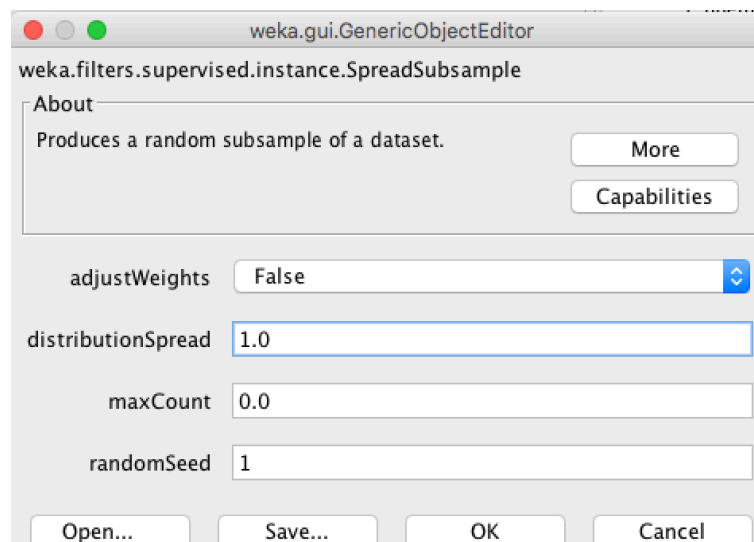 weka.gui.GenericObjectEditor
weka.filters.supervised.instance.SpreadSubsample
About
Produces a random subsample of a dataset.
More
Capabilities
adjustWeights False
distributionSpread 1.0
maxCount 0.0
randomSeed 1
Open... Save... OK Cancel